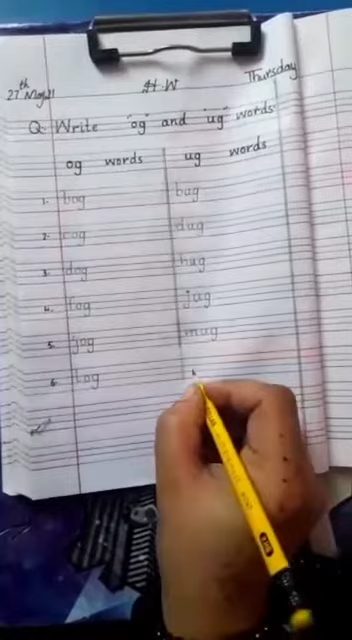 27th May 21 H.W Thursday
Q. Write "og" and "ug" words.
og words ug words
1. bog bug
2. cog dug
3. dog hug
4. fog jug
5. jog mug
6. Log